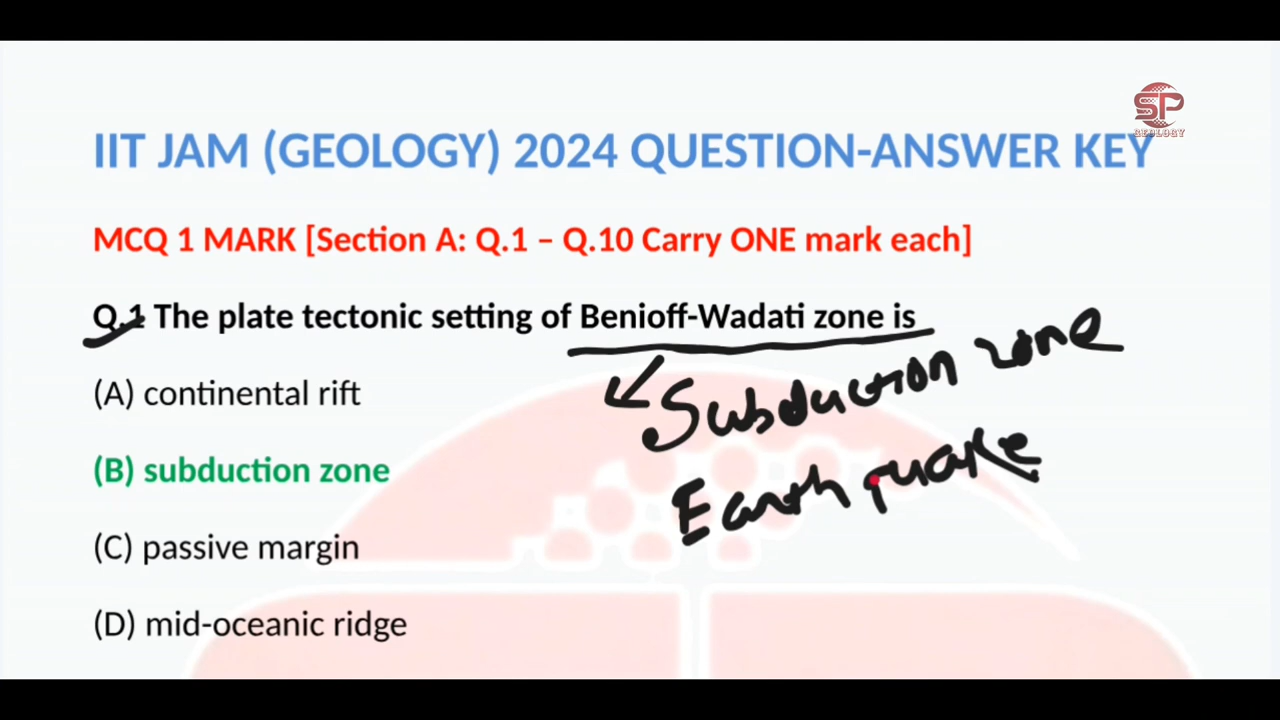 SP
GEOLOGY
IIT JAM (GEOLOGY) 2024 QUESTION-ANSWER KEY
MCQ 1 MARK [Section A: Q.1 – Q.10 Carry ONE mark each]
Q.1 The plate tectonic setting of Benioff-Wadati zone is
(A) continental rift
Subduction zone
(B) subduction zone
Earthquake
(C) passive margin
(D) mid-oceanic ridge